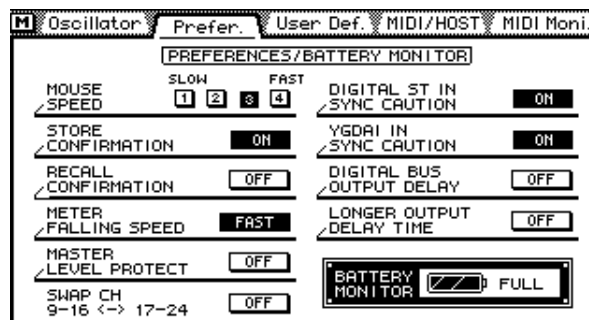 M Oscillator Prefer. User Def. MIDI/HOST MIDI Moni.
PREFERENCES/BATTERY MONITOR
SLOW FAST
MOUSE
SPEED 1 2 3 4
STORE
CONFIRMATION ON
RECALL
CONFIRMATION OFF
METER
FALLING SPEED FAST
MASTER
LEVEL PROTECT OFF
SWAP CH
9-16 <-> 17-24 OFF
DIGITAL ST IN
SYNC CAUTION ON
YGDAI IN
SYNC CAUTION ON
DIGITAL BUS
OUTPUT DELAY OFF
LONGER OUTPUT
DELAY TIME OFF
BATTERY
MONITOR FULL